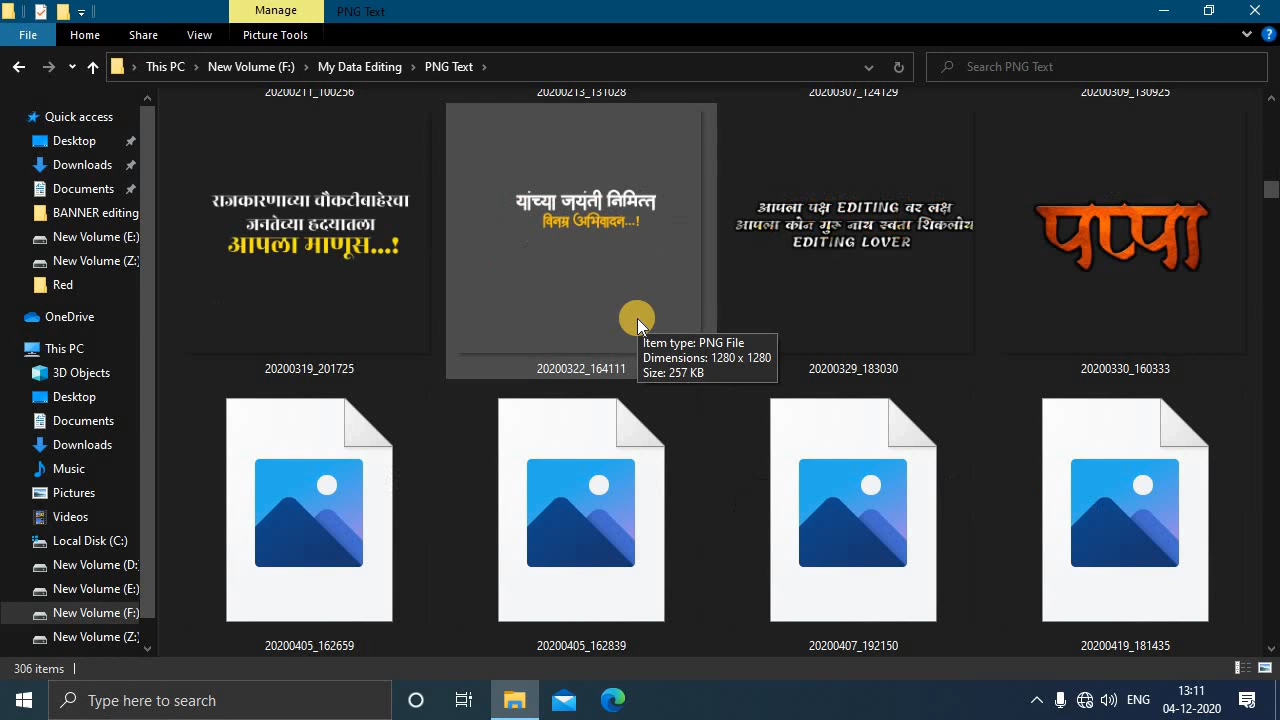 Manage
PNG Text
File
Home
Share
View
Picture Tools
This PC
New Volume (F:)
My Data Editing
PNG Text
Search PNG Text
20200211_100256
20200213_131028
20200307_124129
20200309_130925
Quick access
Desktop
Downloads
Documents
BANNER editing
New Volume (E:)
New Volume (Z:)
Red
OneDrive
This PC
3D Objects
Desktop
Documents
Downloads
Music
Pictures
Videos
Local Disk (C:)
New Volume (D:
New Volume (E:)
New Volume (F:)
New Volume (Z:)
राजकारणाच्या चौकटीबाहेरचा
जनतेच्या हृदयातला
आपला माणूस...!
यांच्या जयंती निमित्त
विनम्र अभिवादन...!
आपला पक्ष EDITING वर लक्ष
आपला कोन गुरू नाथ स्वता शिकलोय
EDITING LOVER
पप्पा
20200319_201725
20200322_164111
20200329_183030
20200330_160333
Item type: PNG File
Dimensions: 1280 x 1280
Size: 257 KB
20200405_162659
20200405_162839
20200407_192150
20200419_181435
306 items
Type here to search
ENG
13:11
04-12-2020